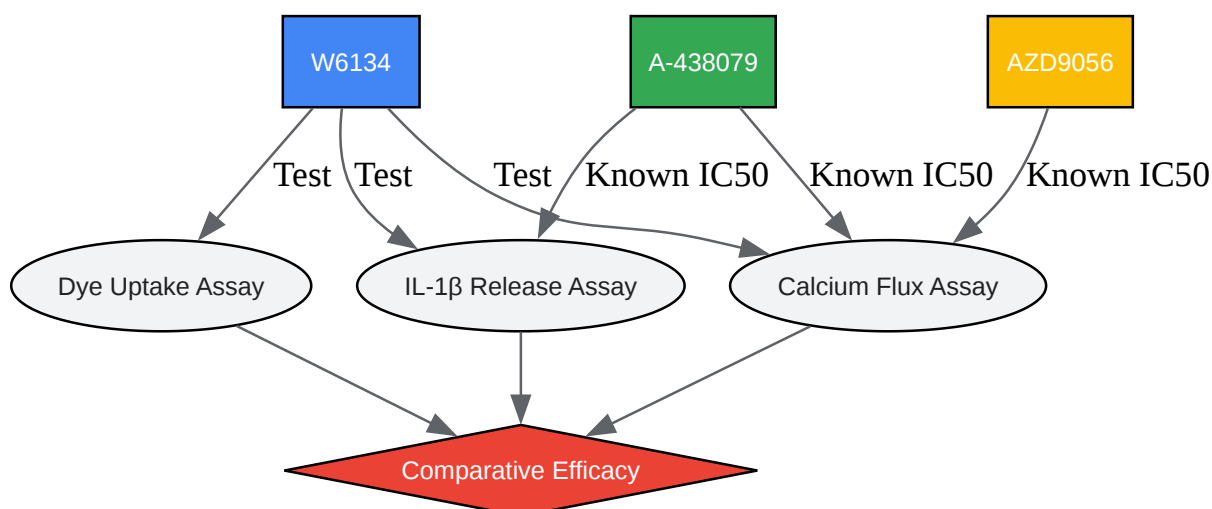 W6134
A-438079
AZD9056
Test
Test
Test
Known IC50
Known IC50
Known IC50
Dye Uptake Assay
IL-1β Release Assay
Calcium Flux Assay
Comparative Efficacy